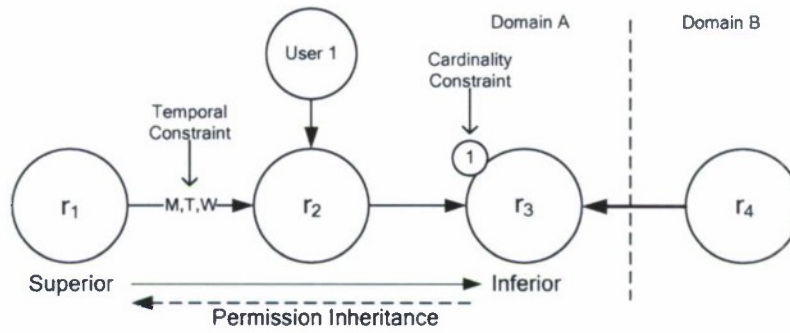 Domain A
Domain B
User 1
Cardinality
Constraint
Temporal
Constraint
1
r1
M,T,W
r2
r3
r4
Superior
Inferior
Permission Inheritance